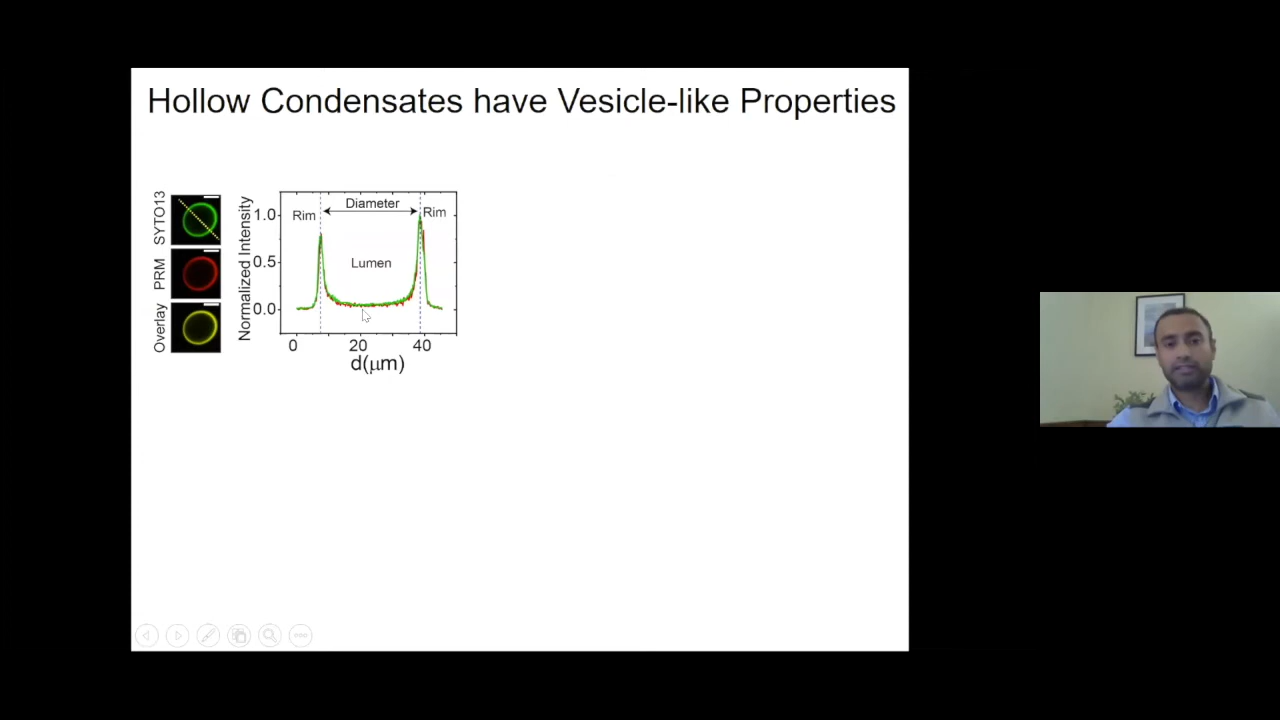 Hollow Condensates have Vesicle-like Properties
SYTO13
PRM
Overlay
Normalized Intensity
1.0
0.5
0.0
Rim
Diameter
Rim
Lumen
0
20
40
d(μm)